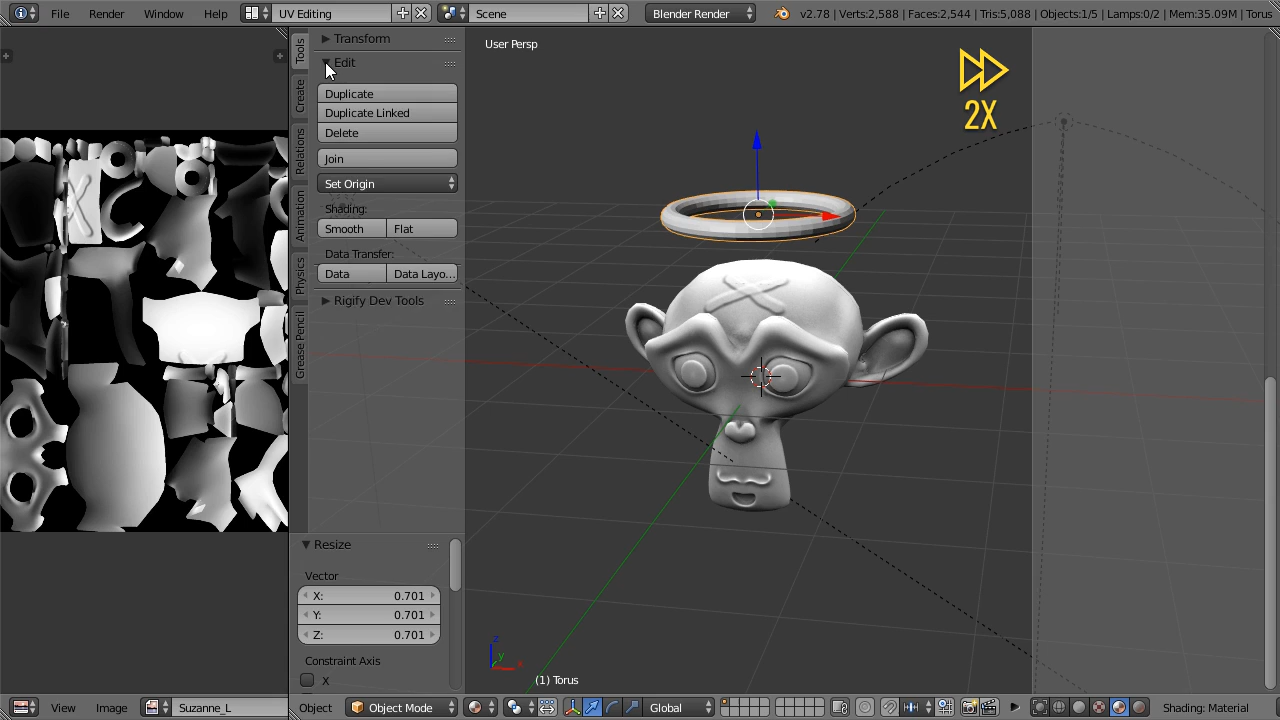 File Render Window Help UV Editing Scene Blender Render v2.78 | Verts:2,588 | Faces:2,544 | Tris:5,088 | Objects:1/5 | Lamps:0/2 | Mem:35.09M | Torus
Tools
Create
Relations
Animation
Physics
Grease Pencil
Transform
Edit
Duplicate
Duplicate Linked
Delete
Join
Set Origin
Shading:
Smooth Flat
Data Transfer:
Data Data Layo...
Rigify Dev Tools
Resize
Vector
X: 0.701
Y: 0.701
Z: 0.701
Constraint Axis
X
User Persp
2X
z
y
x
(1) Torus
View Image Suzanne_L Object Object Mode Global Shading: Material